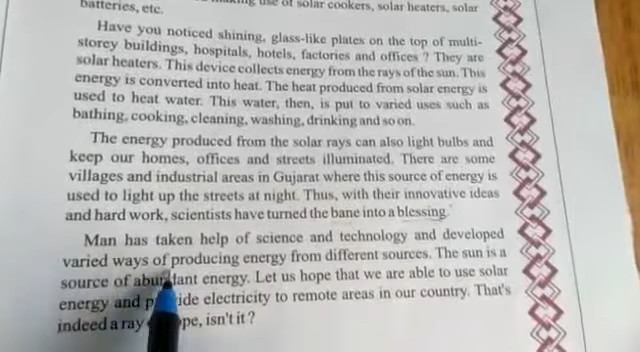 batteries, etc. making use of solar cookers, solar heaters, solar
Have you noticed shining, glass-like plates on the top of multi-
storey buildings, hospitals, hotels, factories and offices ? They are
solar heaters. This device collects energy from the rays of the sun. This
energy is converted into heat. The heat produced from solar energy is
used to heat water. This water, then, is put to varied uses such as
bathing, cooking, cleaning, washing, drinking and so on.
The energy produced from the solar rays can also light bulbs and
keep our homes, offices and streets illuminated. There are some
villages and industrial areas in Gujarat where this source of energy is
used to light up the streets at night. Thus, with their innovative ideas
and hard work, scientists have turned the bane into a blessing.
Man has taken help of science and technology and developed
varied ways of producing energy from different sources. The sun is a
source of abundant energy. Let us hope that we are able to use solar
energy and provide electricity to remote areas in our country. That's
indeed a ray hope, isn't it ?